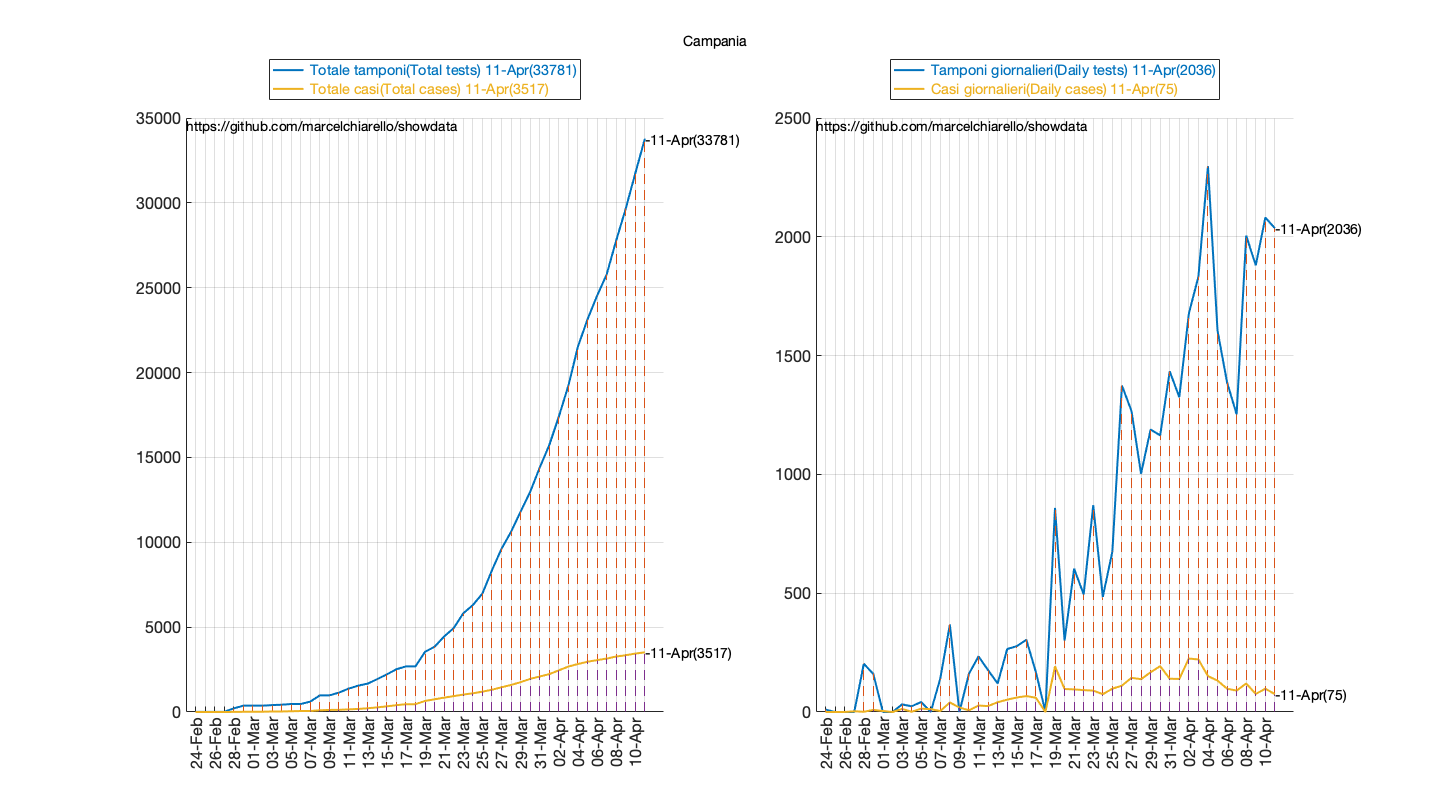 Campania
Totale tamponi(Total tests) 11-Apr(33781)
Totale casi(Total cases) 11-Apr(3517)
35000
30000
25000
20000
15000
10000
5000
0
https://github.com/marcelchiarello/showdata
11-Apr(33781)
11-Apr(3517)
24-Feb
26-Feb
28-Feb
01-Mar
03-Mar
05-Mar
07-Mar
09-Mar
11-Mar
13-Mar
15-Mar
17-Mar
19-Mar
21-Mar
23-Mar
25-Mar
27-Mar
29-Mar
31-Mar
02-Apr
04-Apr
06-Apr
08-Apr
10-Apr
Tamponi giornalieri(Daily tests) 11-Apr(2036)
Casi giornalieri(Daily cases) 11-Apr(75)
2500
2000
1500
1000
500
0
https://github.com/marcelchiarello/showdata
11-Apr(2036)
11-Apr(75)
24-Feb
26-Feb
28-Feb
01-Mar
03-Mar
05-Mar
07-Mar
09-Mar
11-Mar
13-Mar
15-Mar
17-Mar
19-Mar
21-Mar
23-Mar
25-Mar
27-Mar
29-Mar
31-Mar
02-Apr
04-Apr
06-Apr
08-Apr
10-Apr